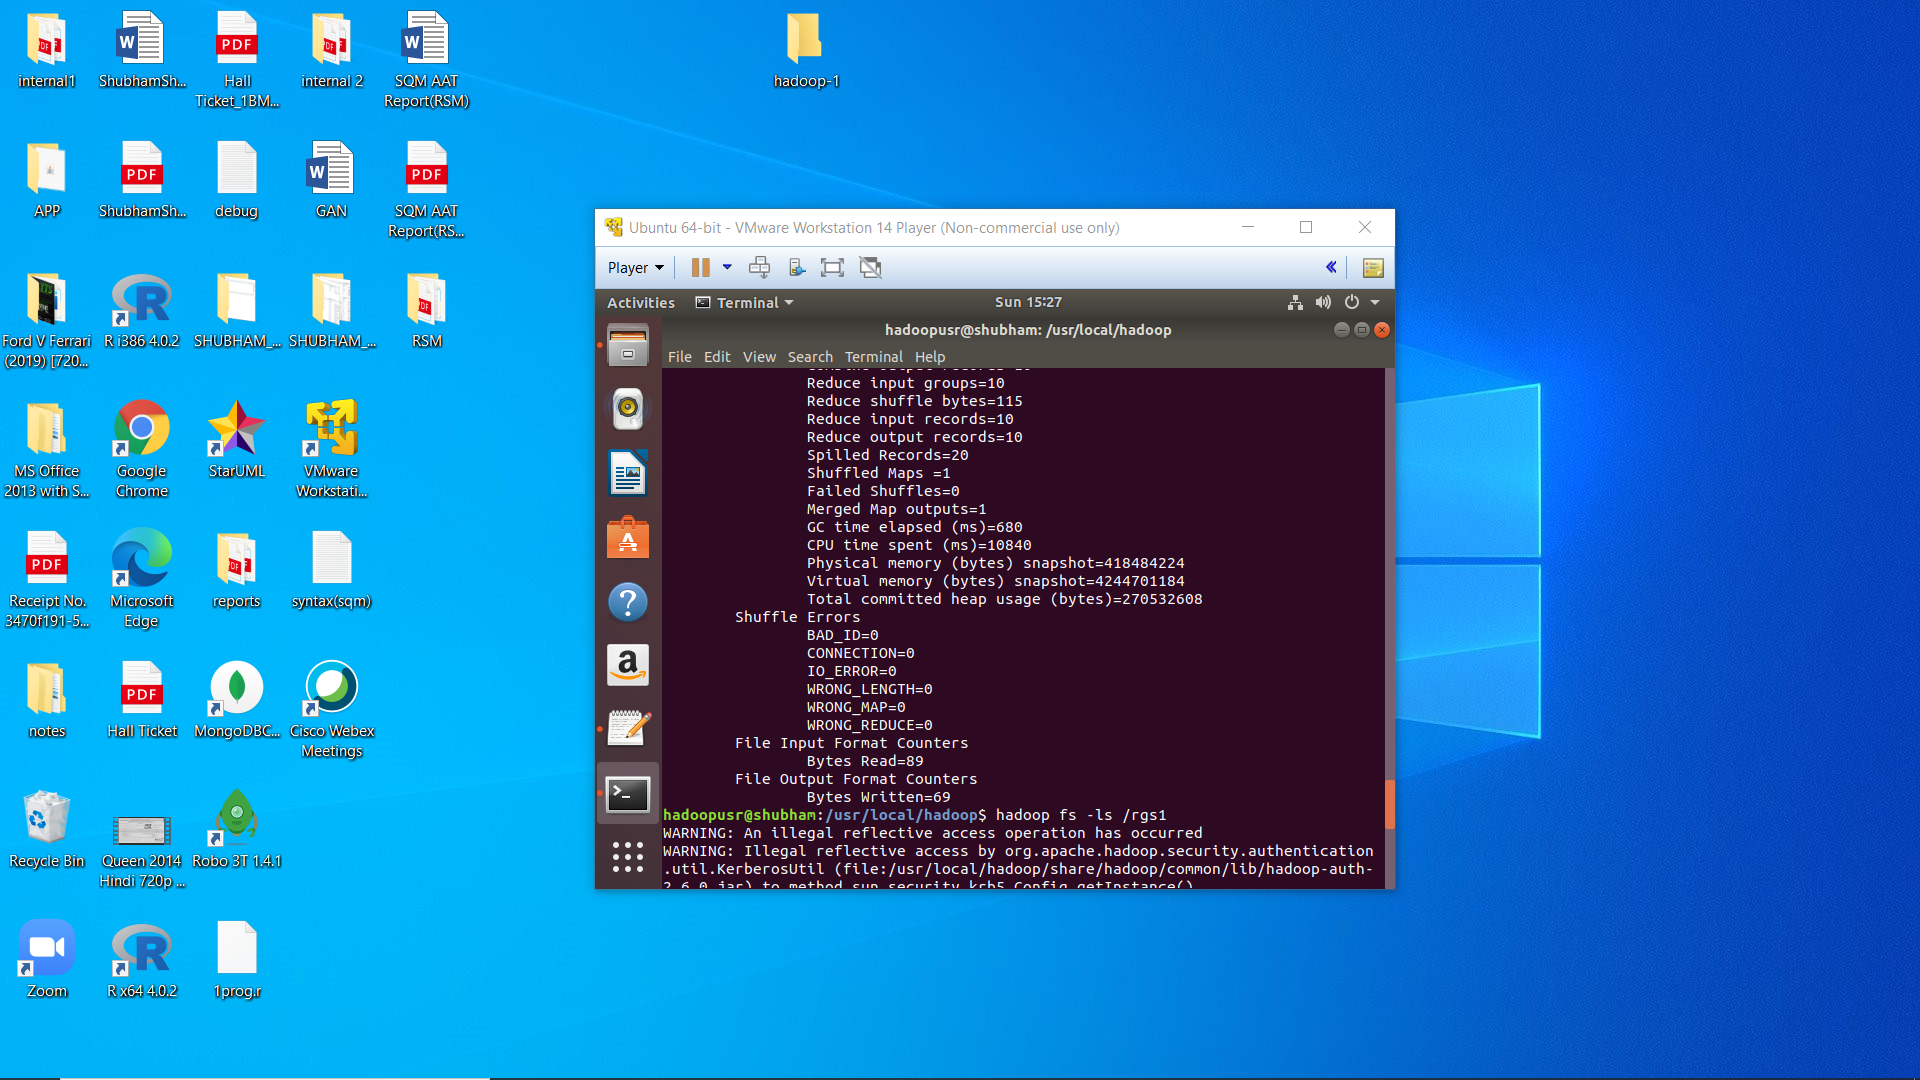 internal1
ShubhamSh...
Hall
Ticket_1BM...
internal 2
SQM AAT
Report(RSM)
hadoop-1
APP
ShubhamSh...
debug
GAN
SQM AAT
Report(RS...
Ford V Ferrari
(2019) [720...
R i386 4.0.2
SHUBHAM_...
SHUBHAM_...
RSM
MS Office
2013 with S...
Google
Chrome
StarUML
VMware
Workstati...
Receipt No.
3470f191-5...
Microsoft
Edge
reports
syntax(sqm)
notes
Hall Ticket
MongoDBC...
Cisco Webex
Meetings
Recycle Bin
Queen 2014
Hindi 720p ...
Robo 3T 1.4.1
Zoom
R x64 4.0.2
1prog.r
Ubuntu 64-bit - VMware Workstation 14 Player (Non-commercial use only)
Player
Activities
Terminal
Sun 15:27
hadoopusr@shubham: /usr/local/hadoop
File Edit View Search Terminal Help
Reduce input groups=10
Reduce shuffle bytes=115
Reduce input records=10
Reduce output records=10
Spilled Records=20
Shuffled Maps =1
Failed Shuffles=0
Merged Map outputs=1
GC time elapsed (ms)=680
CPU time spent (ms)=10840
Physical memory (bytes) snapshot=418484224
Virtual memory (bytes) snapshot=4244701184
Total committed heap usage (bytes)=270532608
Shuffle Errors
BAD_ID=0
CONNECTION=0
IO_ERROR=0
WRONG_LENGTH=0
WRONG_MAP=0
WRONG_REDUCE=0
File Input Format Counters
Bytes Read=89
File Output Format Counters
Bytes Written=69
hadoopusr@shubham:/usr/local/hadoop$ hadoop fs -ls /rgs1
WARNING: An illegal reflective access operation has occurred
WARNING: Illegal reflective access by org.apache.hadoop.security.authentication
.util.KerberosUtil (file:/usr/local/hadoop/share/hadoop/common/lib/hadoop-auth-
2.6.0.jar) to method sun.security.krb5.Config.getInstance()